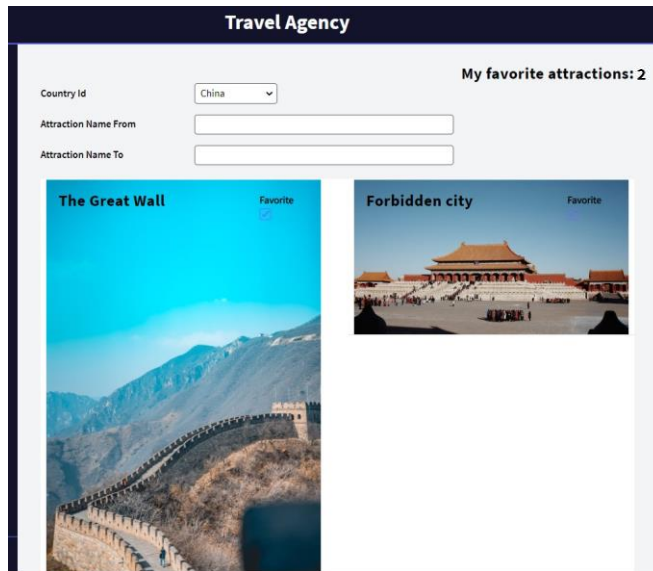 Travel Agency
My favorite attractions: 2
Country Id
China
Attraction Name From
Attraction Name To
The Great Wall
Favorite
Forbidden city
Favorite